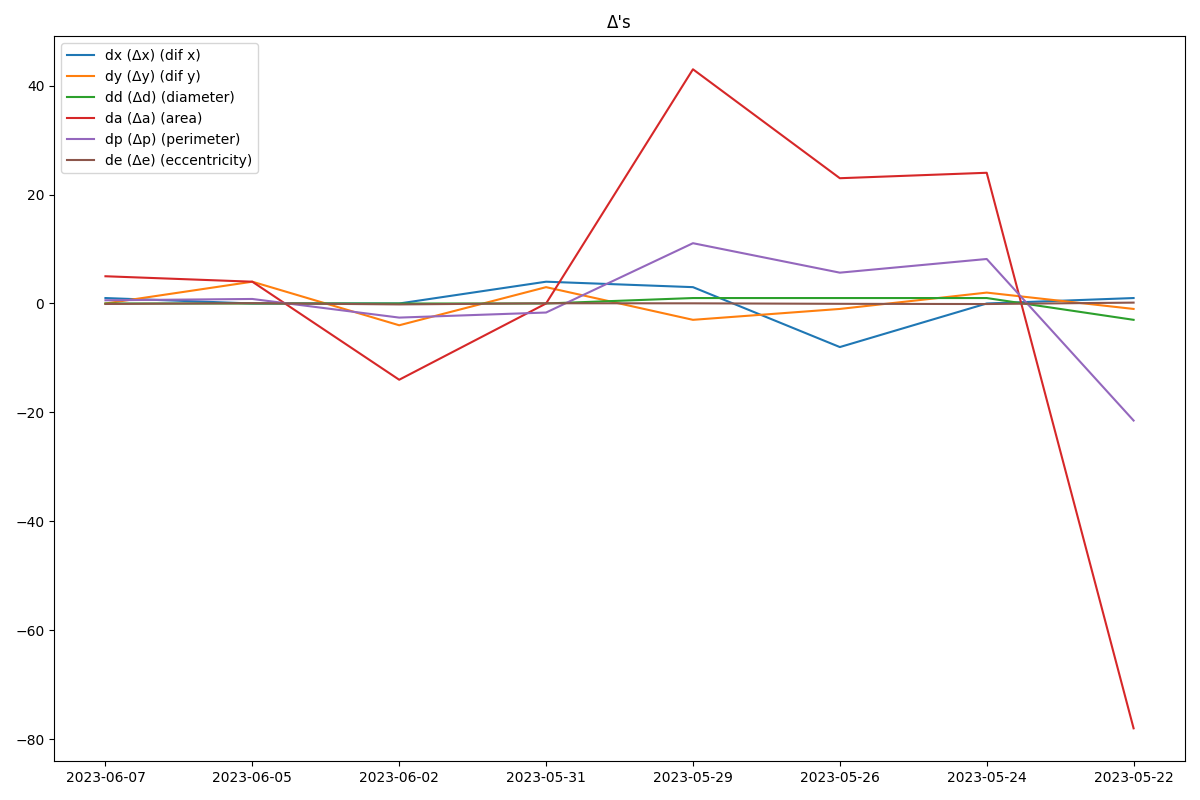 Δ's
dx (Δx) (dif x)
dy (Δy) (dif y)
dd (Δd) (diameter)
da (Δa) (area)
dp (Δp) (perimeter)
de (Δe) (eccentricity)
40
20
0
−20
−40
−60
−80
2023-06-07 2023-06-05 2023-06-02 2023-05-31 2023-05-29 2023-05-26 2023-05-24 2023-05-22